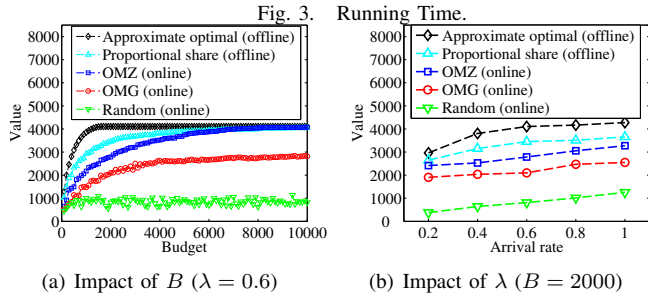 Fig. 3. Running Time.
8000
7000
6000
5000
4000
3000
2000
1000
0
Value
Approximate optimal (offline)
Proportional share (offline)
OMZ (online)
OMG (online)
Random (online)
0 2000 4000 6000 8000 10000
Budget
(a) Impact of B (λ = 0.6)
8000
7000
6000
5000
4000
3000
2000
1000
0
Value
Approximate optimal (offline)
Proportional share (offline)
OMZ (online)
OMG (online)
Random (online)
0.2 0.4 0.6 0.8 1
Arrival rate
(b) Impact of λ (B = 2000)